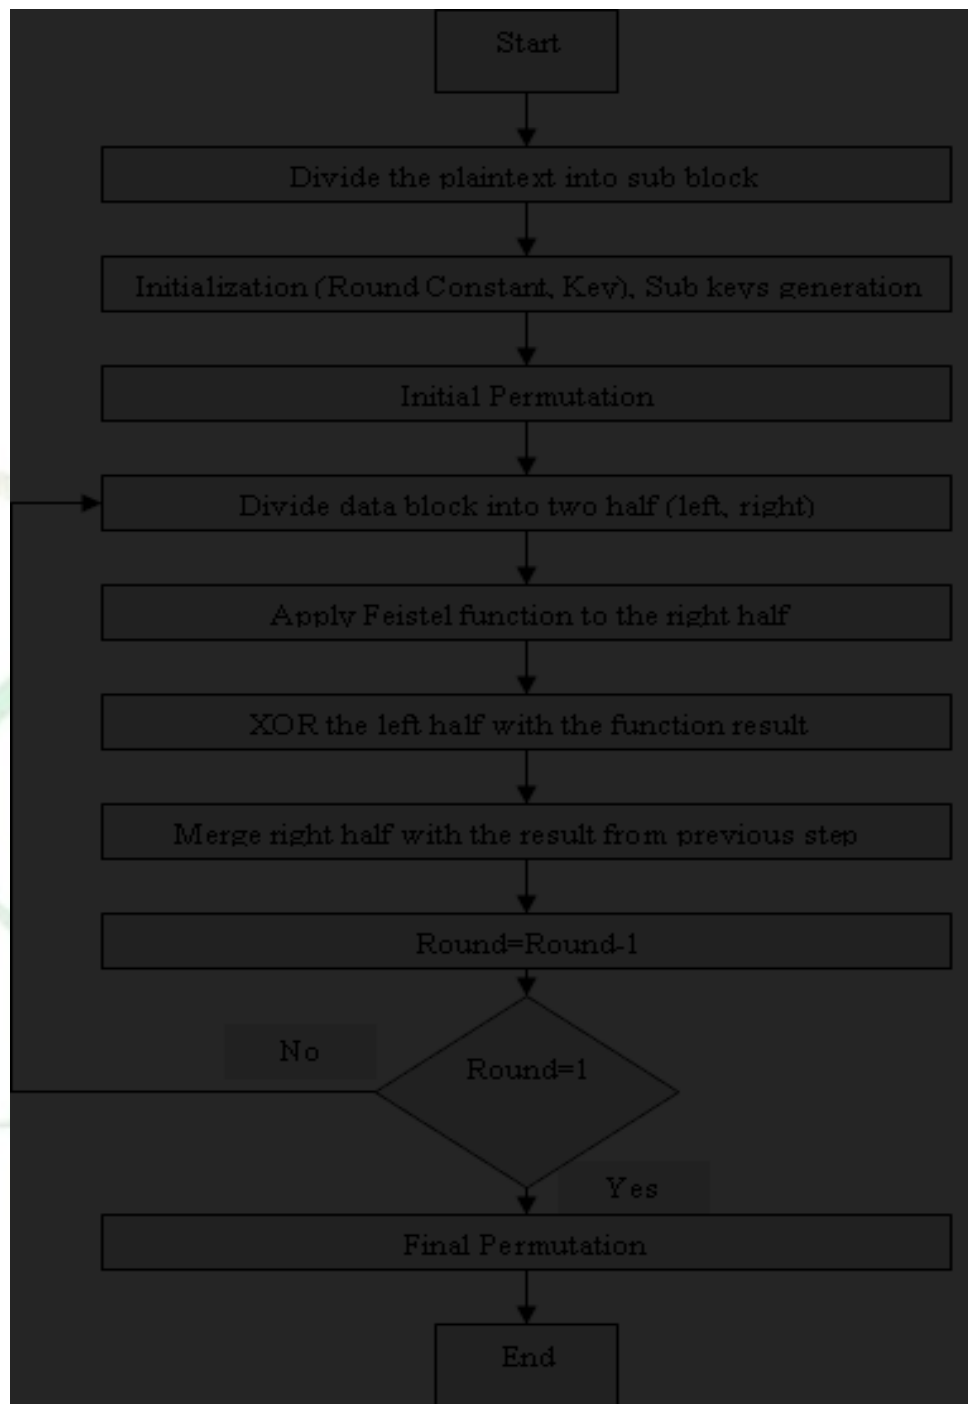 Start
Divide the plaintext into sub block
Initialization (Round Constant, Key), Sub keys generation
Initial Permutation
Divide data block into two half (left, right)
Apply Feistel function to the right half
XOR the left half with the function result
Merge right half with the result from previous step
Round=Round-1
No
Round=1
Yes
Final Permutation
End